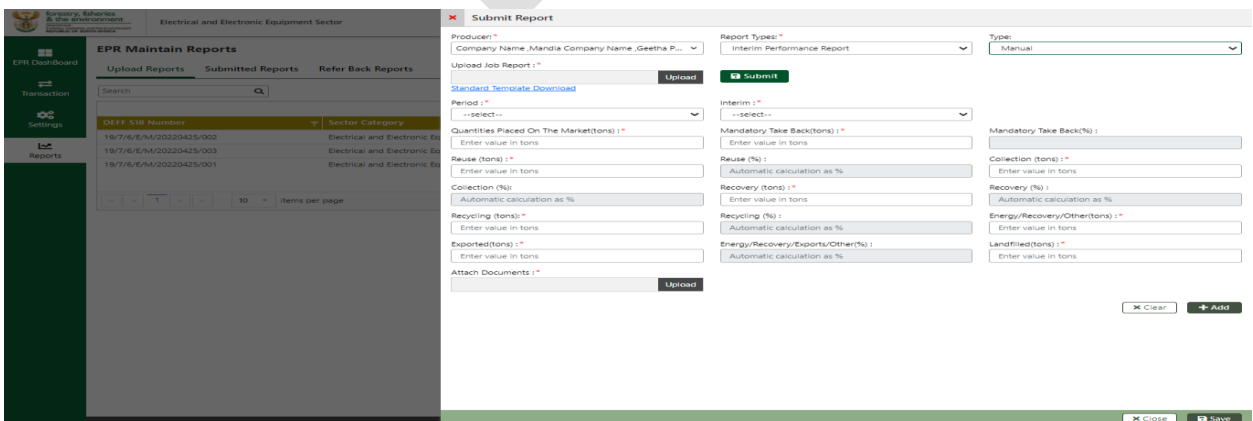 forestry, fisheries
& the environment
REPUBLIC OF SOUTH AFRICA
Electrical and Electronic Equipment Sector
EPR DashBoard
Transaction
Settings
Reports
EPR Maintain Reports
Upload Reports Submitted Reports Refer Back Reports
Search
DEFF S18 Number Sector Category
19/7/6/E/M/20220425/002 Electrical and Electronic Eq
19/7/6/E/M/20220425/003 Electrical and Electronic Eq
19/7/6/E/M/20220425/001 Electrical and Electronic Eq
1 10 items per page
× Submit Report
Producer: * Report Types: * Type:
Company Name ,Mandla Company Name ,Geetha P... Interim Performance Report Manual
Upload Job Report : *
Upload Submit
Standard Template Download
Period : * Interim : *
--select-- --select--
Quantities Placed On The Market(tons) : * Mandatory Take Back(tons) : * Mandatory Take Back(%) :
Enter value in tons Enter value in tons
Reuse (tons) : * Reuse (%) : Collection (tons) : *
Enter value in tons Automatic calculation as % Enter value in tons
Collection (%): Recovery (tons) : * Recovery (%) :
Automatic calculation as % Enter value in tons Automatic calculation as %
Recycling (tons): * Recycling (%) : Energy/Recovery/Other(tons) : *
Enter value in tons Automatic calculation as % Enter value in tons
Exported(tons) : * Energy/Recovery/Exports/Other(%) : Landfilled(tons) : *
Enter value in tons Automatic calculation as % Enter value in tons
Attach Documents : *
Upload
× Clear + Add
× Close Save